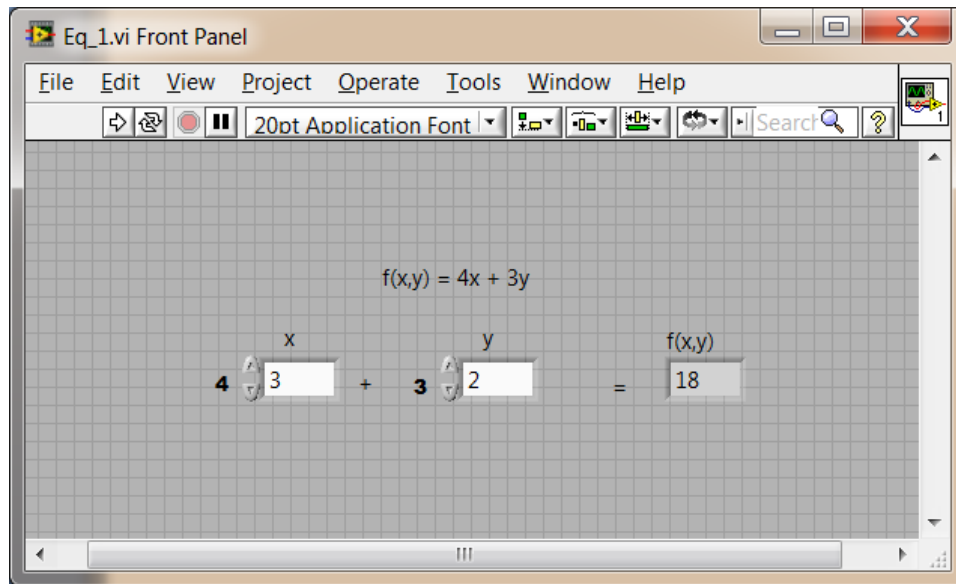 Eq_1.vi Front Panel
File Edit View Project Operate Tools Window Help
20pt Application Font Search ?
1
f(x,y) = 4x + 3y
x y f(x,y)
4 3 + 3 2 = 18